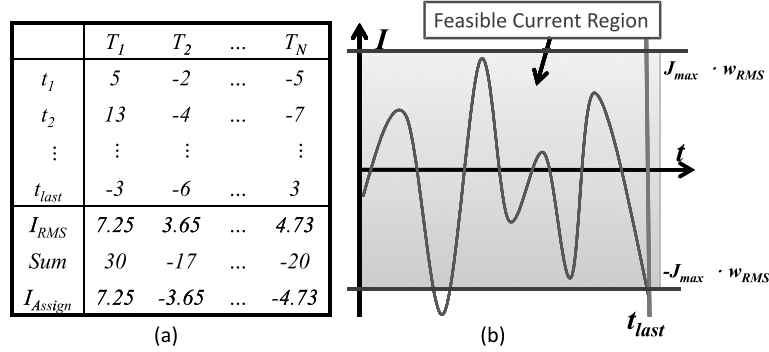 T1 T2 ... TN
t1 5 -2 ... -5
t2 13 -4 ... -7
⋮ ⋮ ⋮ ⋮
tlast -3 -6 ... 3
IRMS 7.25 3.65 ... 4.73
Sum 30 -17 ... -20
IAssign 7.25 -3.65 ... -4.73
(a)
Feasible Current Region
I
Jmax · wRMS
t
-Jmax · wRMS
tlast
(b)